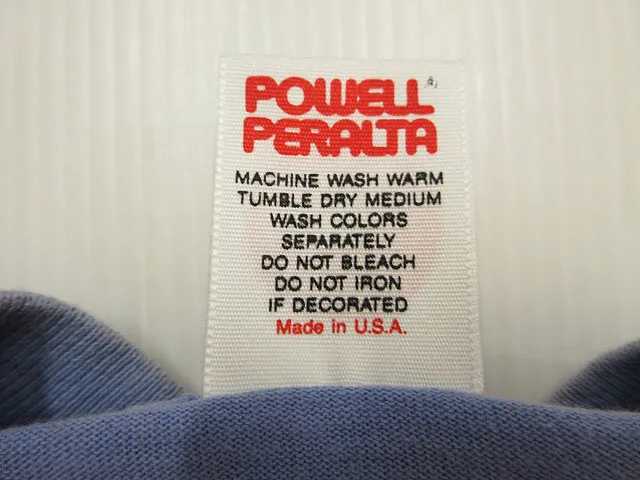 POWELL ®
PERALTA
MACHINE WASH WARM
TUMBLE DRY MEDIUM
WASH COLORS
SEPARATELY
DO NOT BLEACH
DO NOT IRON
IF DECORATED
Made in U.S.A.